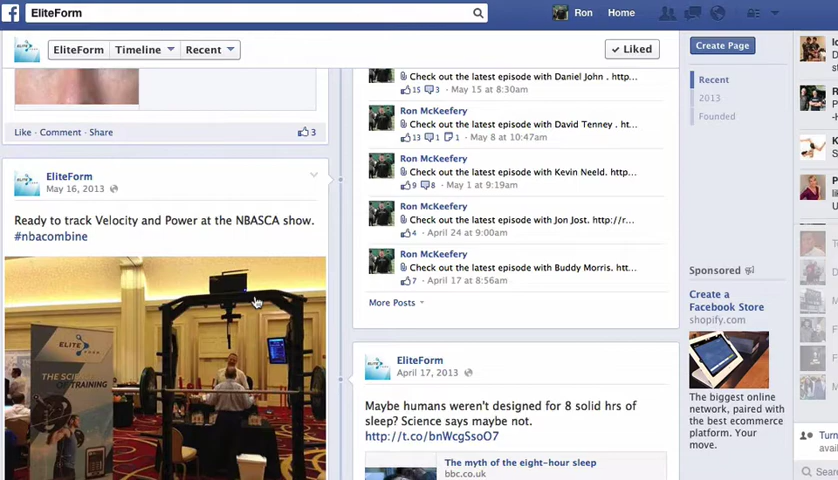 EliteForm
Ron
Home
EliteForm
Timeline
Recent
✓ Liked
Like · Comment · Share
3
EliteForm
May 16, 2013
Ready to track Velocity and Power at the NBASCA show.
#nbacombine
ELITE
FORM
THE SCIENCE
OF TRAINING
Check out the latest episode with Daniel John . http...
15 3 · May 15 at 8:30am
Ron McKeefery
Check out the latest episode with David Tenney . ht...
13 1 1 · May 8 at 10:47am
Ron McKeefery
Check out the latest episode with Kevin Neeld. http...
9 8 · May 1 at 9:19am
Ron McKeefery
Check out the latest episode with Jon Jost. http://r...
4 · April 24 at 9:00am
Ron McKeefery
Check out the latest episode with Buddy Morris. htt...
7 · April 17 at 8:56am
More Posts
EliteForm
April 17, 2013
Maybe humans weren't designed for 8 solid hrs of
sleep? Science says maybe not.
http://t.co/bnWcgSsoO7
The myth of the eight-hour sleep
bbc.co.uk
Create Page
Recent
2013
Founded
Sponsored
Create a
Facebook Store
shopify.com
The biggest online
network, paired with
the best ecommerce
platform. Your
move.
Turn
avail
Sear